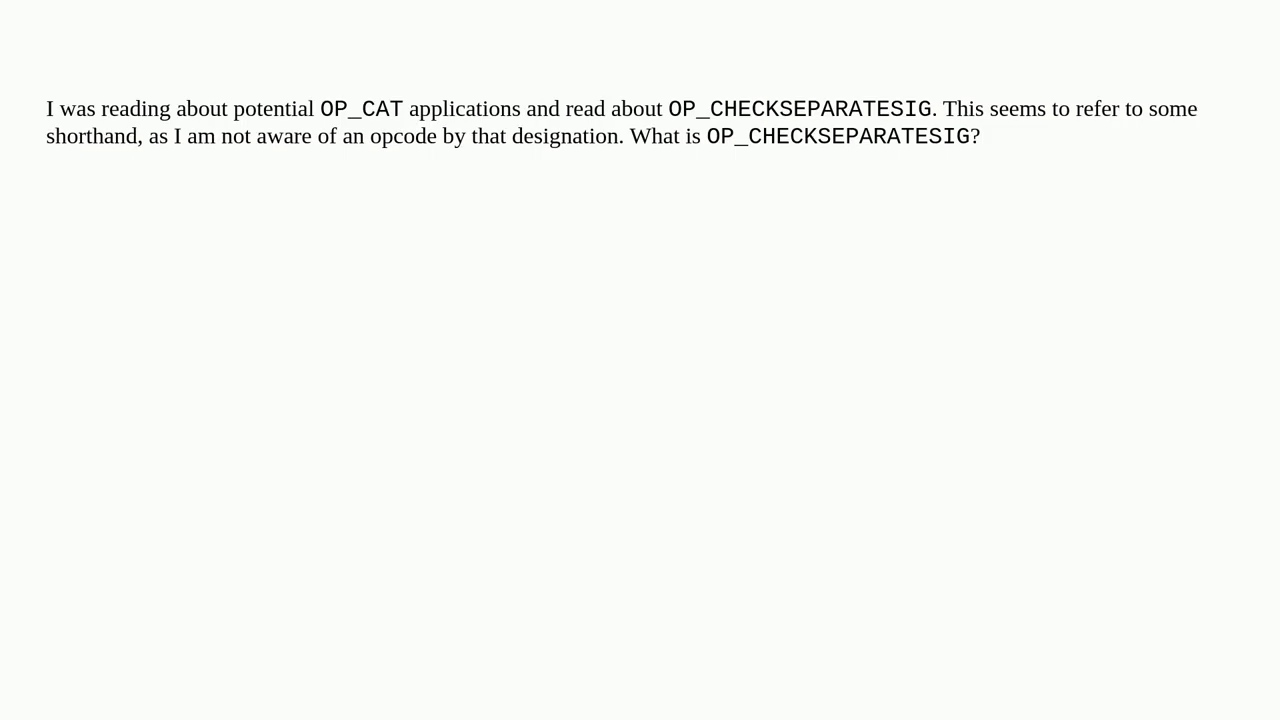 I was reading about potential OP_CAT applications and read about OP_CHECKSEPARATESIG. This seems to refer to some
shorthand, as I am not aware of an opcode by that designation. What is OP_CHECKSEPARATESIG?